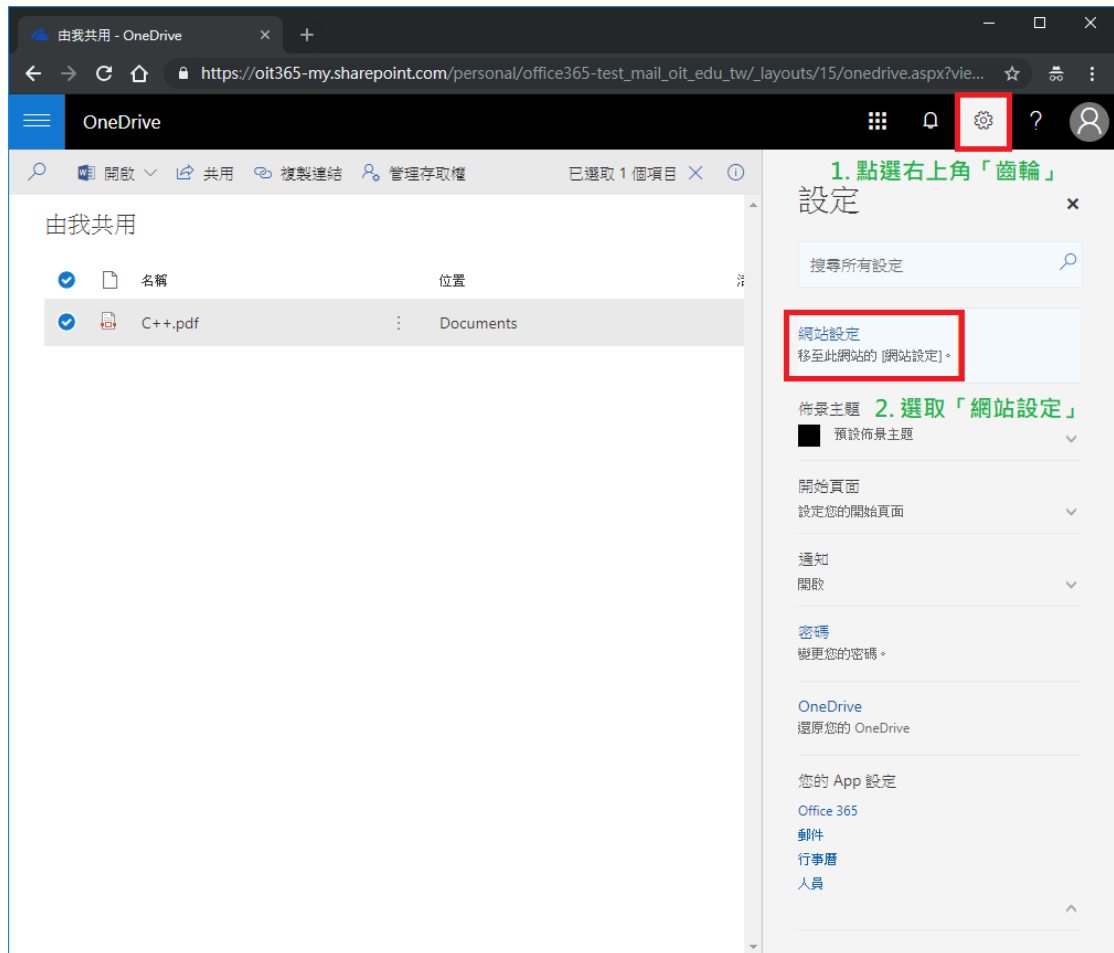 由我共用 - OneDrive
https://oit365-my.sharepoint.com/personal/office365-test_mail_oit_edu_tw/_layouts/15/onedrive.aspx?vie...
OneDrive
?
開啟 共用 複製連結 管理存取權 已選取 1 個項目
1. 點選右上角「齒輪」
設定
由我共用
搜尋所有設定
名稱 位置
C++.pdf Documents
網站設定
移至此網站的 [網站設定]。
佈景主題 2. 選取「網站設定」
預設佈景主題
開始頁面
設定您的開始頁面
通知
開啟
密碼
變更您的密碼。
OneDrive
還原您的 OneDrive
您的 App 設定
Office 365
郵件
行事曆
人員